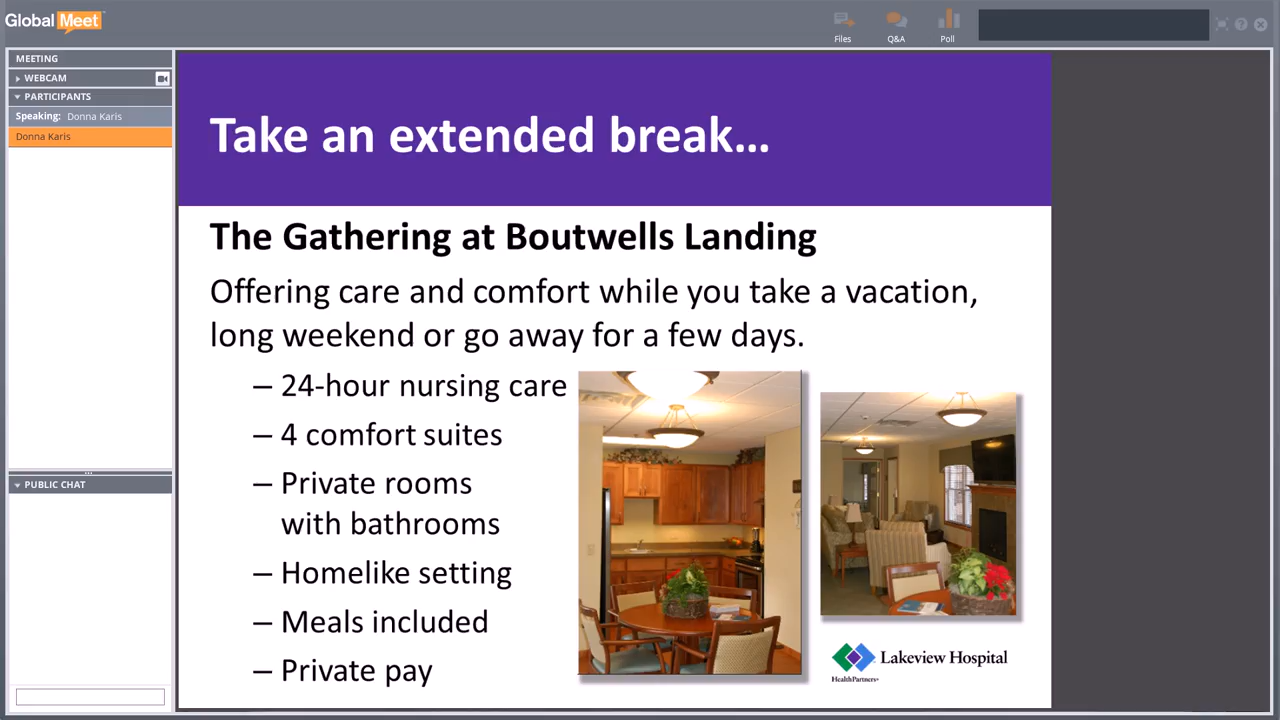 GlobalMeet
Files
Q&A
Poll
MEETING
WEBCAM
PARTICIPANTS
Speaking: Donna Karis
Donna Karis
PUBLIC CHAT
Take an extended break...
The Gathering at Boutwells Landing
Offering care and comfort while you take a vacation,
long weekend or go away for a few days.
– 24-hour nursing care
– 4 comfort suites
– Private rooms
with bathrooms
– Homelike setting
– Meals included
– Private pay
Lakeview Hospital
HealthPartners